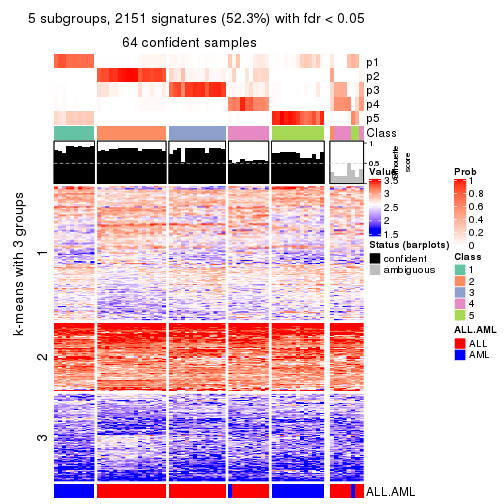 5 subgroups, 2151 signatures (52.3%) with fdr < 0.05
64 confident samples
p1
p2
p3
p4
p5
Class
1
0.5
silhouette
score
k-means with 3 groups
1
2
3
ALL.AML
Value
3.5
3
2.5
2
1.5
Status (barplots)
confident
ambiguous
Prob
1
0.8
0.6
0.4
0.2
0
Class
1
2
3
4
5
ALL.AML
ALL
AML